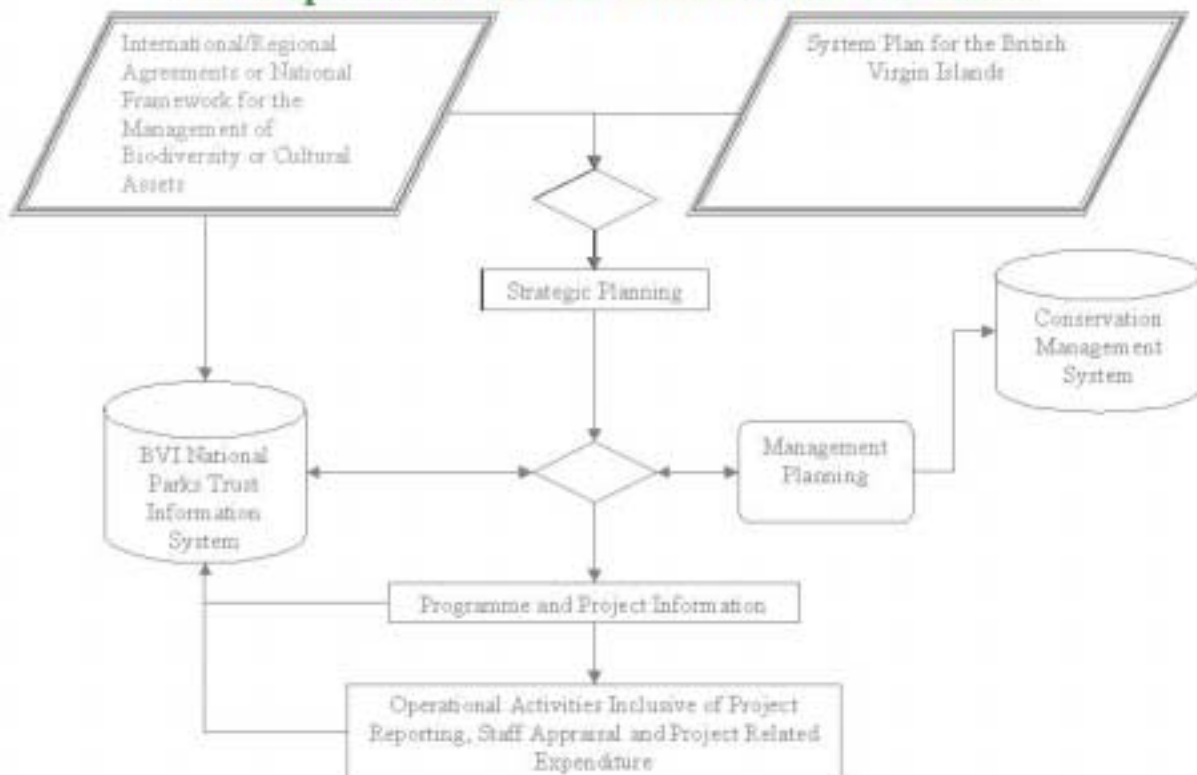 International/Regional
Agreements or National
Framework for the
Management of
Biodiversity or Cultural
Assets
System Plan for the British
Virgin Islands
Strategic Planning
Conservation
Management
System
BVI National
Parks Trust
Information
System
Management
Planning
Programme and Project Information
Operational Activities Inclusive of Project
Reporting, Staff Appraisal and Project Related
Expenditure